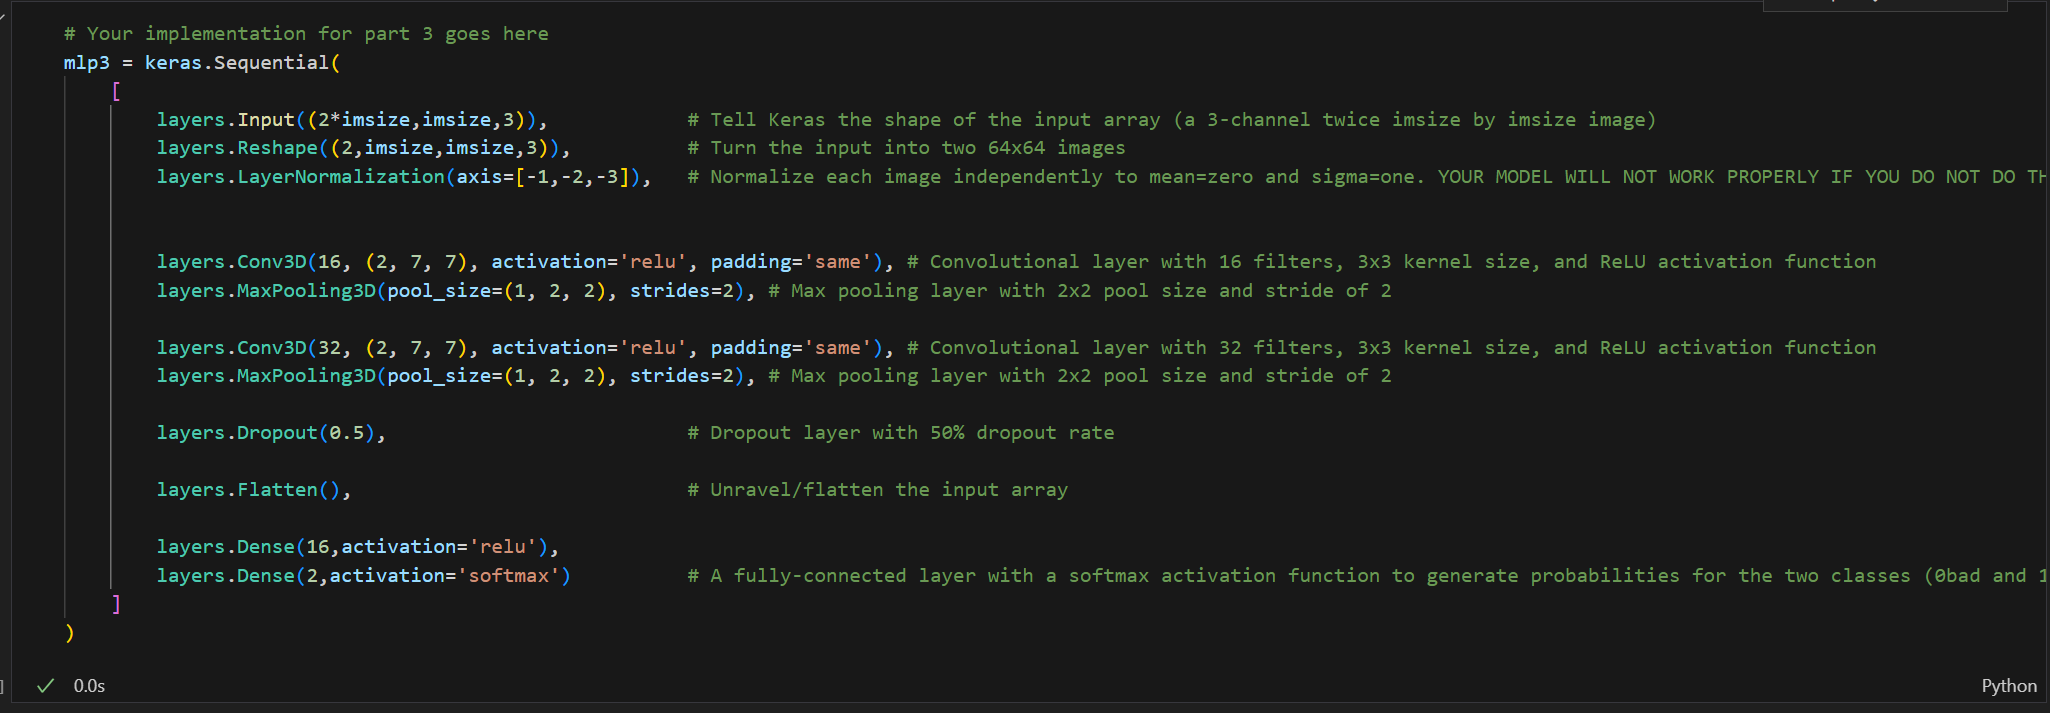 # Your implementation for part 3 goes here
mlp3 = keras.Sequential(
[
layers.Input((2*imsize,imsize,3)), # Tell Keras the shape of the input array (a 3-channel twice imsize by imsize image)
layers.Reshape((2,imsize,imsize,3)), # Turn the input into two 64x64 images
layers.LayerNormalization(axis=[-1,-2,-3]), # Normalize each image independently to mean=zero and sigma=one. YOUR MODEL WILL NOT WORK PROPERLY IF YOU DO NOT DO TH
layers.Conv3D(16, (2, 7, 7), activation='relu', padding='same'), # Convolutional layer with 16 filters, 3x3 kernel size, and ReLU activation function
layers.MaxPooling3D(pool_size=(1, 2, 2), strides=2), # Max pooling layer with 2x2 pool size and stride of 2
layers.Conv3D(32, (2, 7, 7), activation='relu', padding='same'), # Convolutional layer with 32 filters, 3x3 kernel size, and ReLU activation function
layers.MaxPooling3D(pool_size=(1, 2, 2), strides=2), # Max pooling layer with 2x2 pool size and stride of 2
layers.Dropout(0.5), # Dropout layer with 50% dropout rate
layers.Flatten(), # Unravel/flatten the input array
layers.Dense(16,activation='relu'),
layers.Dense(2,activation='softmax') # A fully-connected layer with a softmax activation function to generate probabilities for the two classes (0bad and 1
]
)
] 0.0s Python